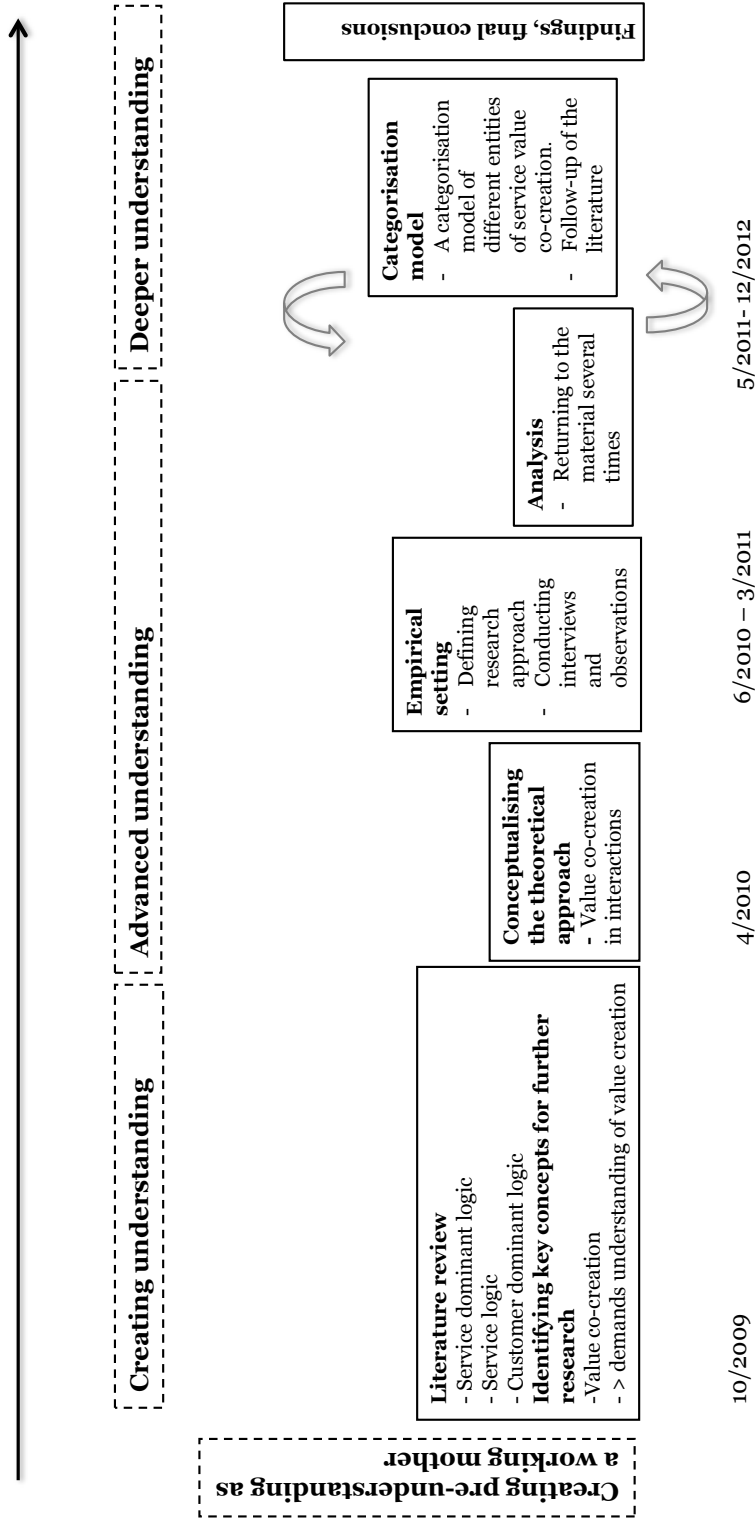 Creating understanding
Advanced understanding
Deeper understanding
Creating pre-understanding as
a working mother
Literature review
- Service dominant logic
- Service logic
- Customer dominant logic
Identifying key concepts for further
research
-Value co-creation
- > demands understanding of value creation
Conceptualising
the theoretical
approach
- Value co-creation
in interactions
Empirical
setting
- Defining
research
approach
- Conducting
interviews
and
observations
Analysis
- Returning to the
material several
times
Categorisation
model
- A categorisation
model of
different entities
of service value
co-creation.
- Follow-up of the
literature
Findings, final conclusions
10/2009
4/2010
6/2010 – 3/2011
5/2011- 12/2012